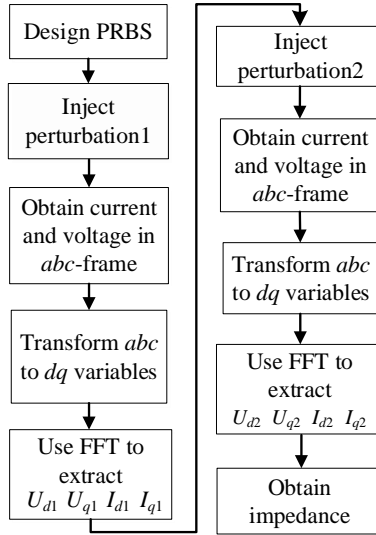 Design PRBS
Inject
perturbation1
Obtain current
and voltage in
abc-frame
Transform abc
to dq variables
Use FFT to
extract
Ud1 Uq1 Id1 Iq1
Inject
perturbation2
Obtain current
and voltage in
abc-frame
Transform abc
to dq variables
Use FFT to
extract
Ud2 Uq2 Id2 Iq2
Obtain
impedance